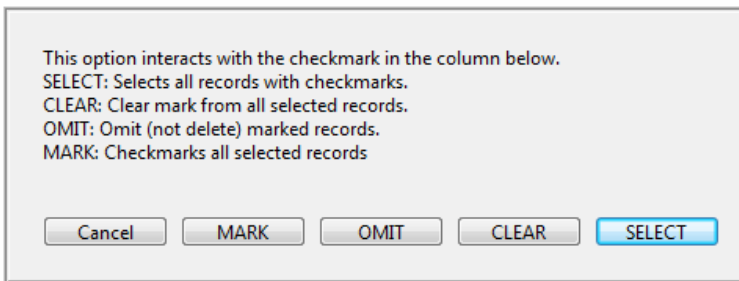 This option interacts with the checkmark in the column below.
SELECT: Selects all records with checkmarks.
CLEAR: Clear mark from all selected records.
OMIT: Omit (not delete) marked records.
MARK: Checkmarks all selected records
Cancel MARK OMIT CLEAR SELECT